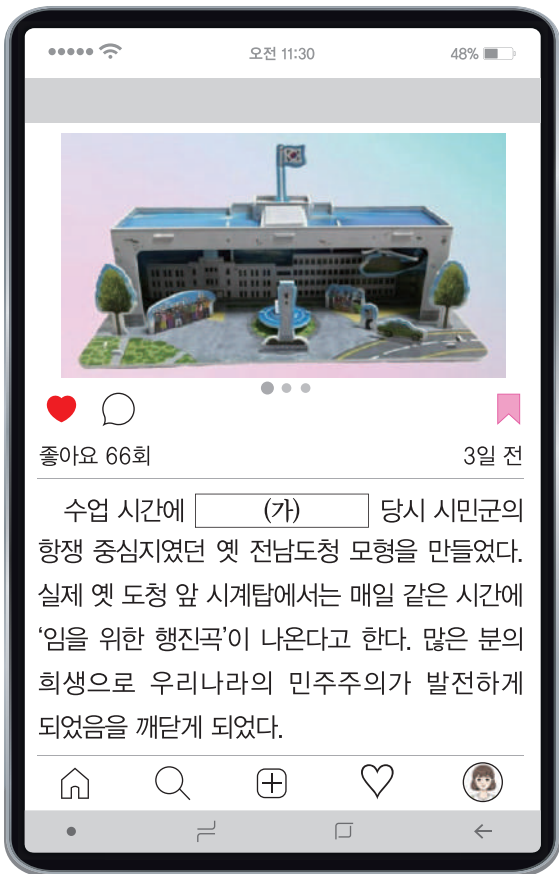 오전 11:30
48%
좋아요 66회
3일 전
수업 시간에 (가) 당시 시민군의
항쟁 중심지였던 옛 전남도청 모형을 만들었다.
실제 옛 도청 앞 시계탑에서는 매일 같은 시간에
‘임을 위한 행진곡’이 나온다고 한다. 많은 분의
희생으로 우리나라의 민주주의가 발전하게
되었음을 깨닫게 되었다.